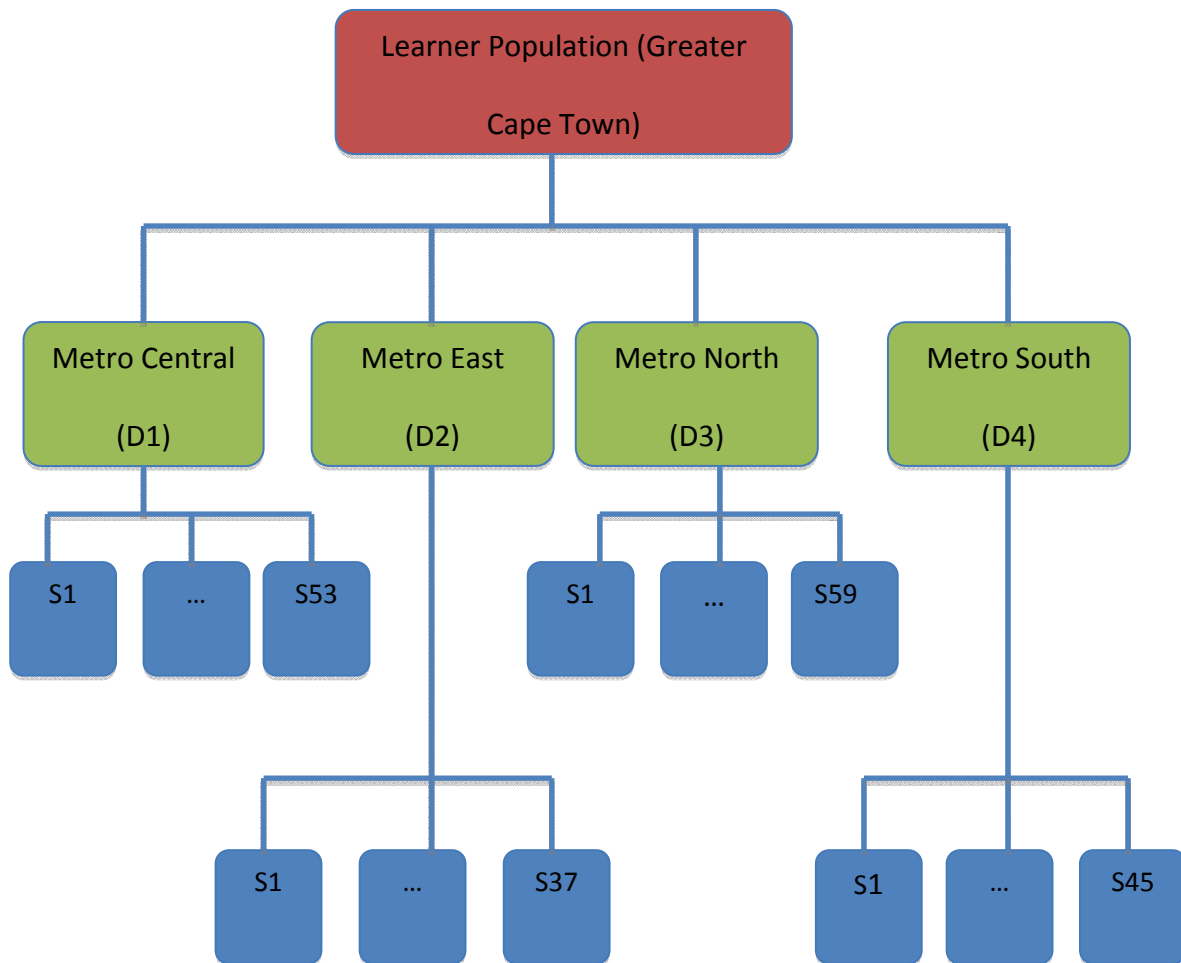 Learner Population (Greater
Cape Town)
Metro Central
(D1)
Metro East
(D2)
Metro North
(D3)
Metro South
(D4)
S1
...
S53
S1
...
S59
S1
...
S37
S1
...
S45